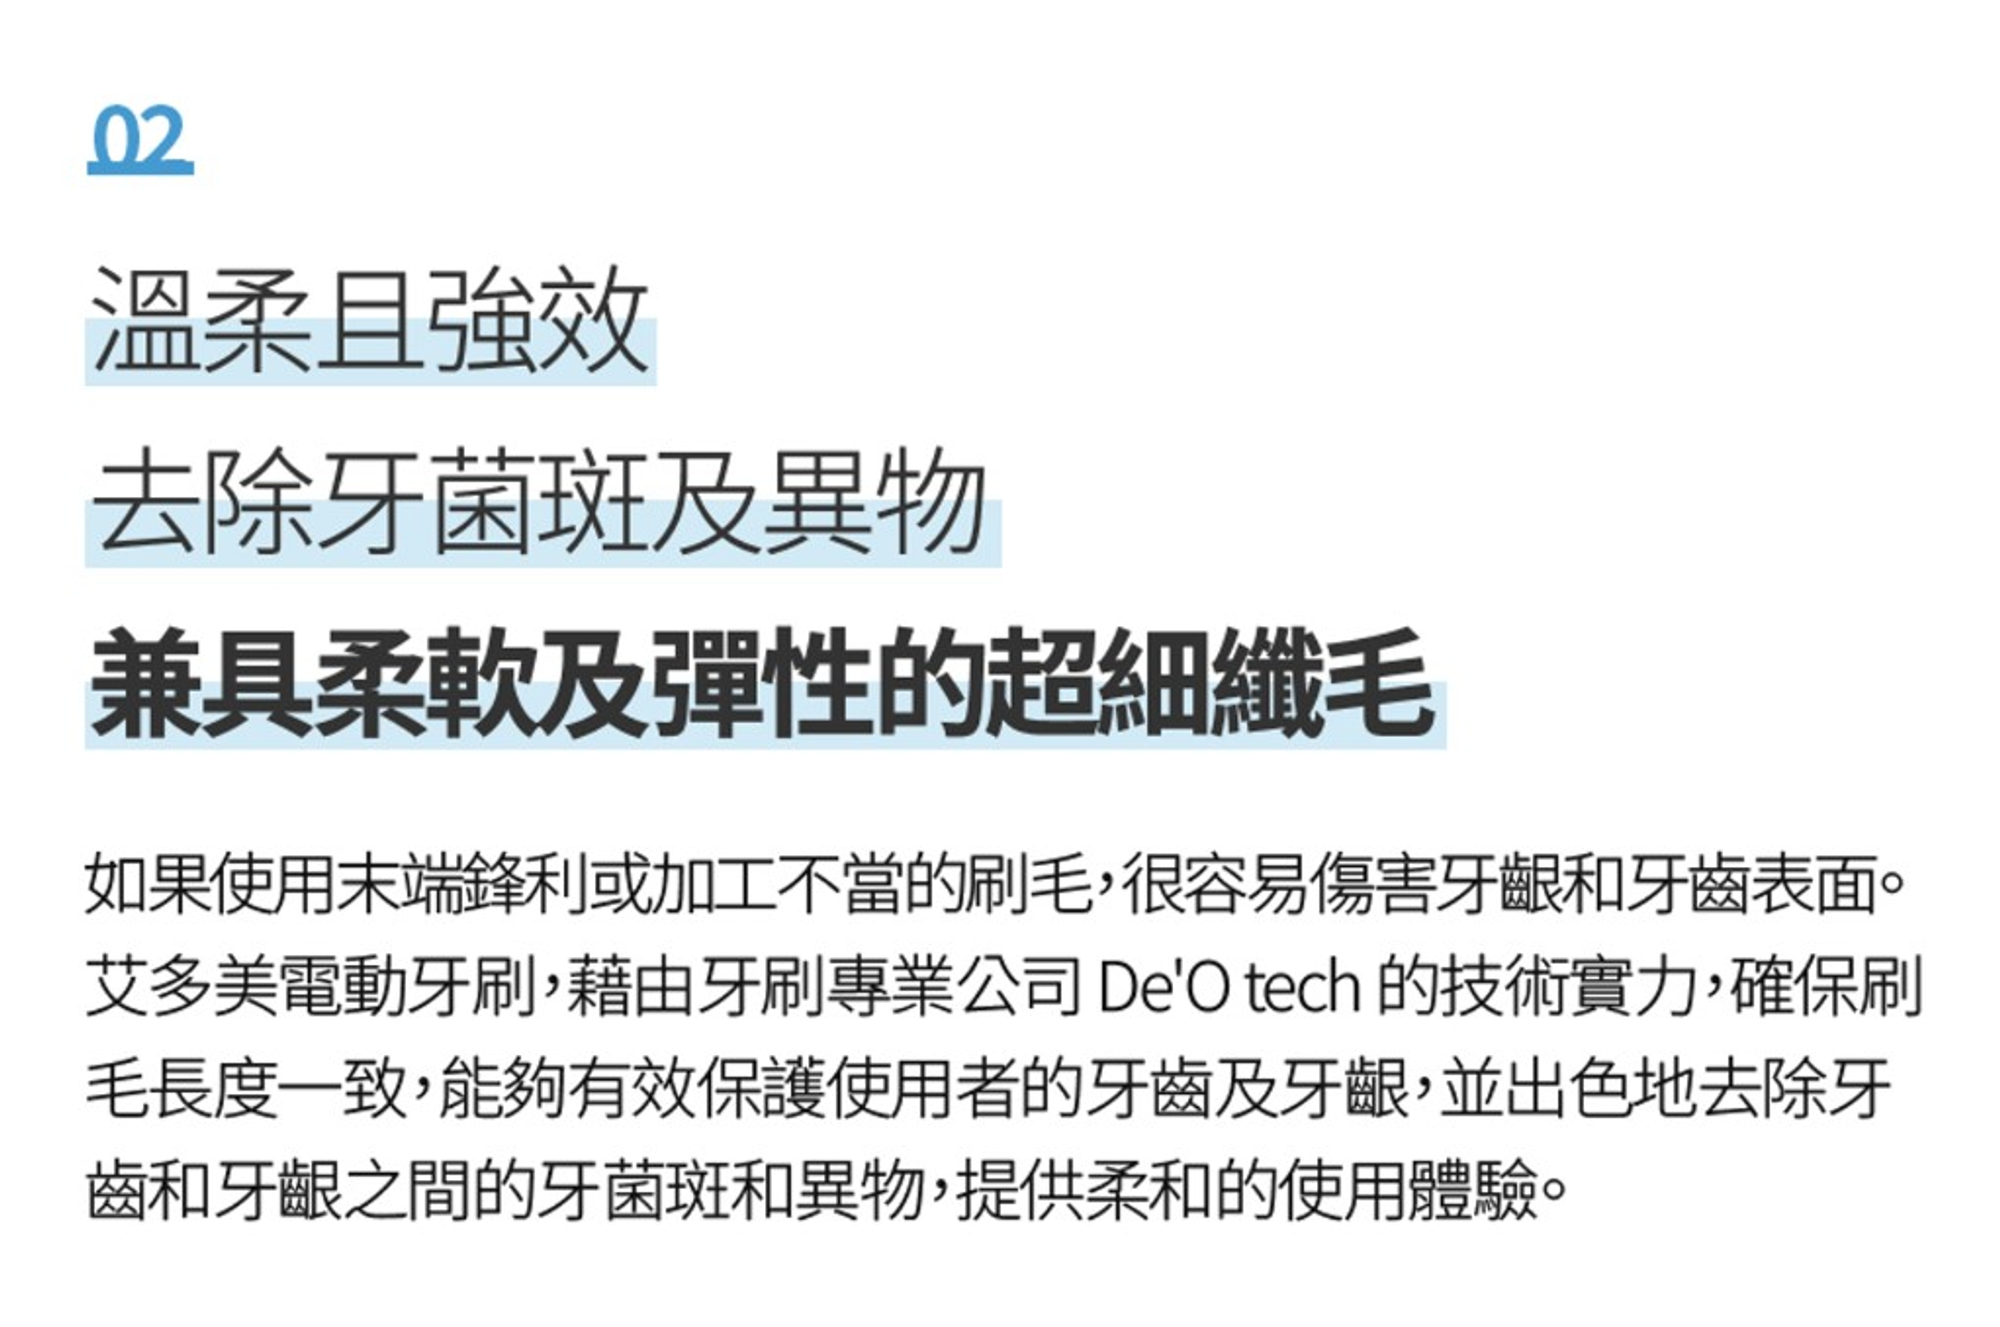 02
溫柔且強效
去除牙菌斑及異物
兼具柔軟及彈性的超細纖毛
如果使用末端鋒利或加工不當的刷毛，很容易傷害牙齦和牙齒表面。
艾多美電動牙刷，藉由牙刷專業公司 De'O tech 的技術實力，確保刷
毛長度一致，能夠有效保護使用者的牙齒及牙齦，並出色地去除牙
齒和牙齦之間的牙菌斑和異物，提供柔和的使用體驗。